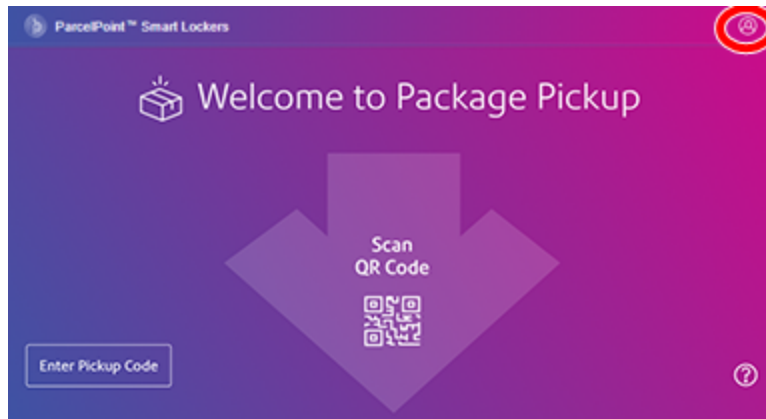 ParcelPoint™ Smart Lockers
Welcome to Package Pickup
Scan
QR Code
Enter Pickup Code
?